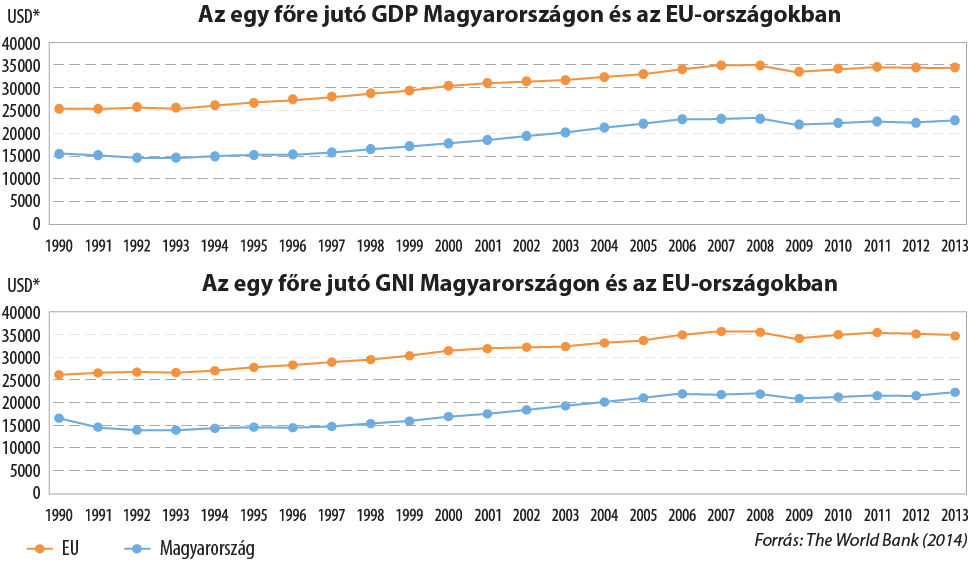 Az egy főre jutó GDP Magyarországon és az EU-országokban
USD*
40000
35000
30000
25000
20000
15000
10000
5000
0
1990 1991 1992 1993 1994 1995 1996 1997 1998 1999 2000 2001 2002 2003 2004 2005 2006 2007 2008 2009 2010 2011 2012 2013
Az egy főre jutó GNI Magyarországon és az EU-országokban
USD*
40000
35000
30000
25000
20000
15000
10000
5000
0
1990 1991 1992 1993 1994 1995 1996 1997 1998 1999 2000 2001 2002 2003 2004 2005 2006 2007 2008 2009 2010 2011 2012 2013
EU Magyarország
Forrás: The World Bank (2014)